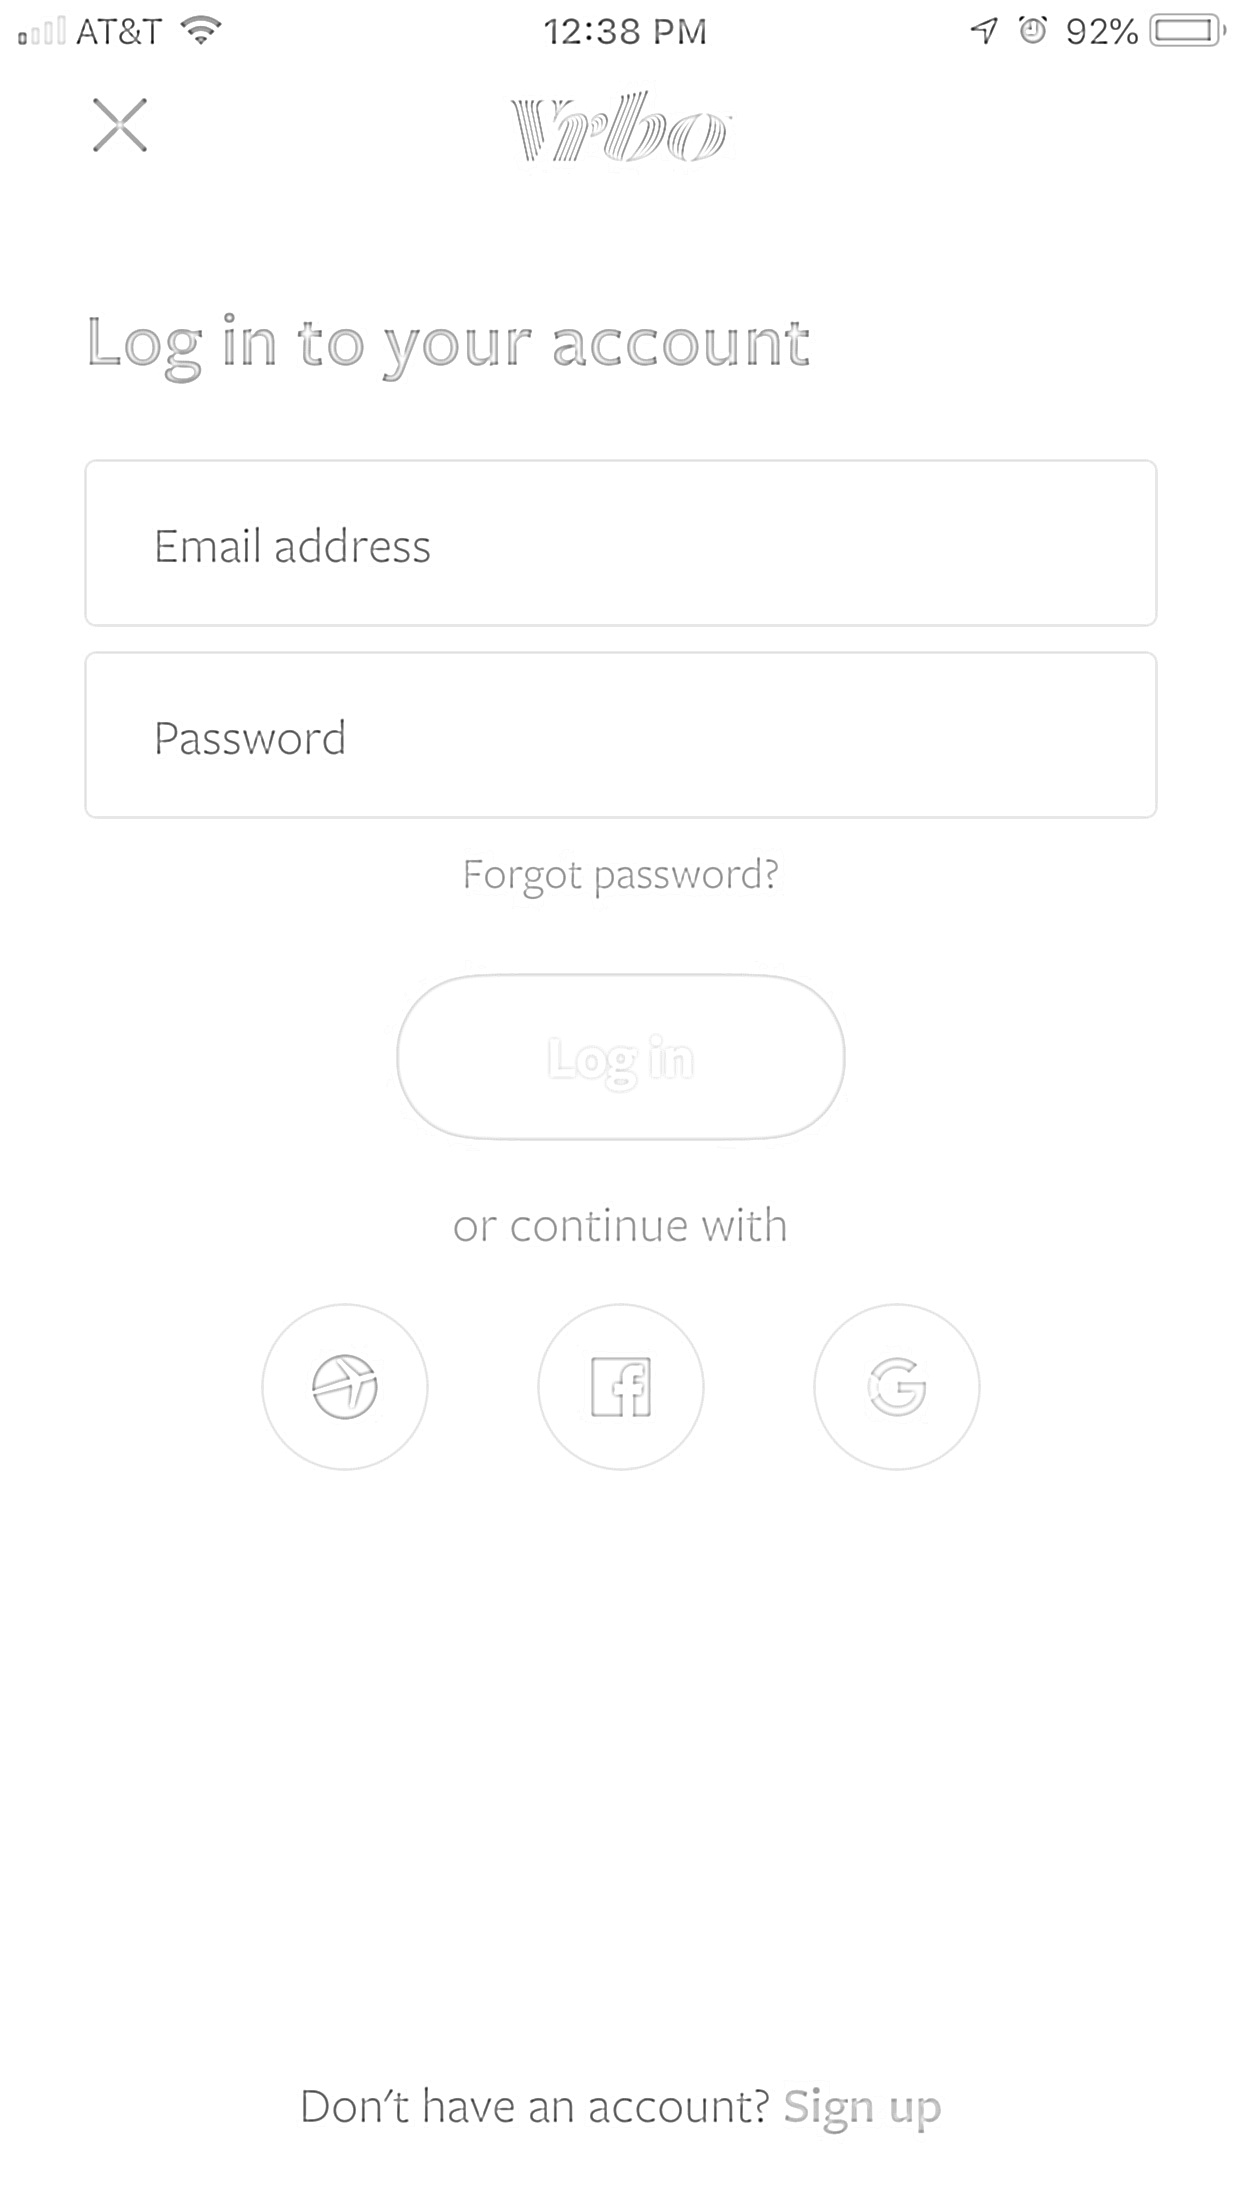 AT&T 12:38 PM 92%
Vrbo
Log in to your account
Email address
Password
Forgot password?
Log in
or continue with
Don't have an account? Sign up